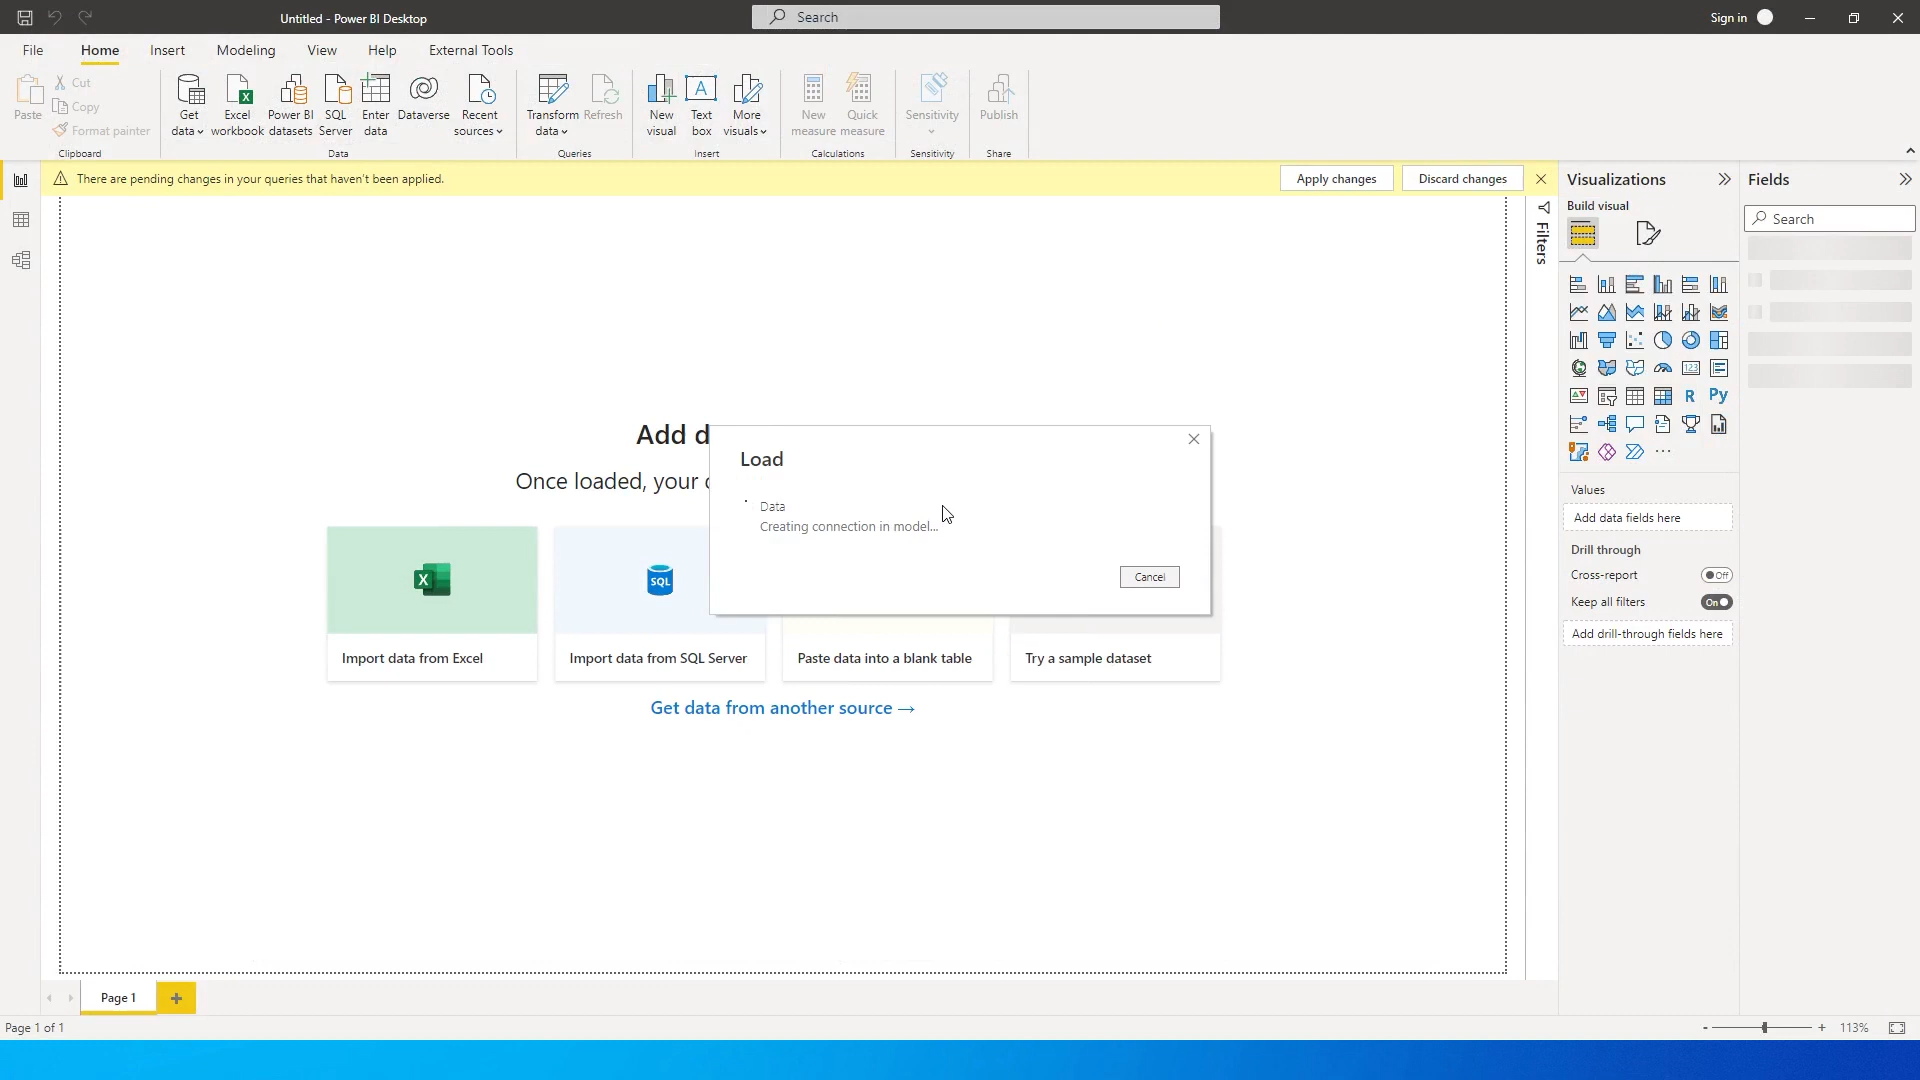 Untitled - Power BI Desktop
Search
Sign in
File Home Insert Modeling View Help External Tools
Paste
Cut
Copy
Format painter
Clipboard
Get data
Excel workbook
Power BI datasets
SQL Server
Enter data
Dataverse
Recent sources
Data
Transform data
Refresh
Queries
New visual
Text box
More visuals
Insert
New measure
Quick measure
Calculations
Sensitivity
Sensitivity
Publish
Share
There are pending changes in your queries that haven't been applied.
Apply changes
Discard changes
Filters
Visualizations
Build visual
Fields
Search
Add d
Once loaded, your
Load
Data
Creating connection in model...
Cancel
X
SQL
Import data from Excel
Import data from SQL Server
Paste data into a blank table
Try a sample dataset
Get data from another source →
123
R
Py
Values
Add data fields here
Drill through
Cross-report
Off
Keep all filters
On
Add drill-through fields here
Page 1
Page 1 of 1
- + 113%